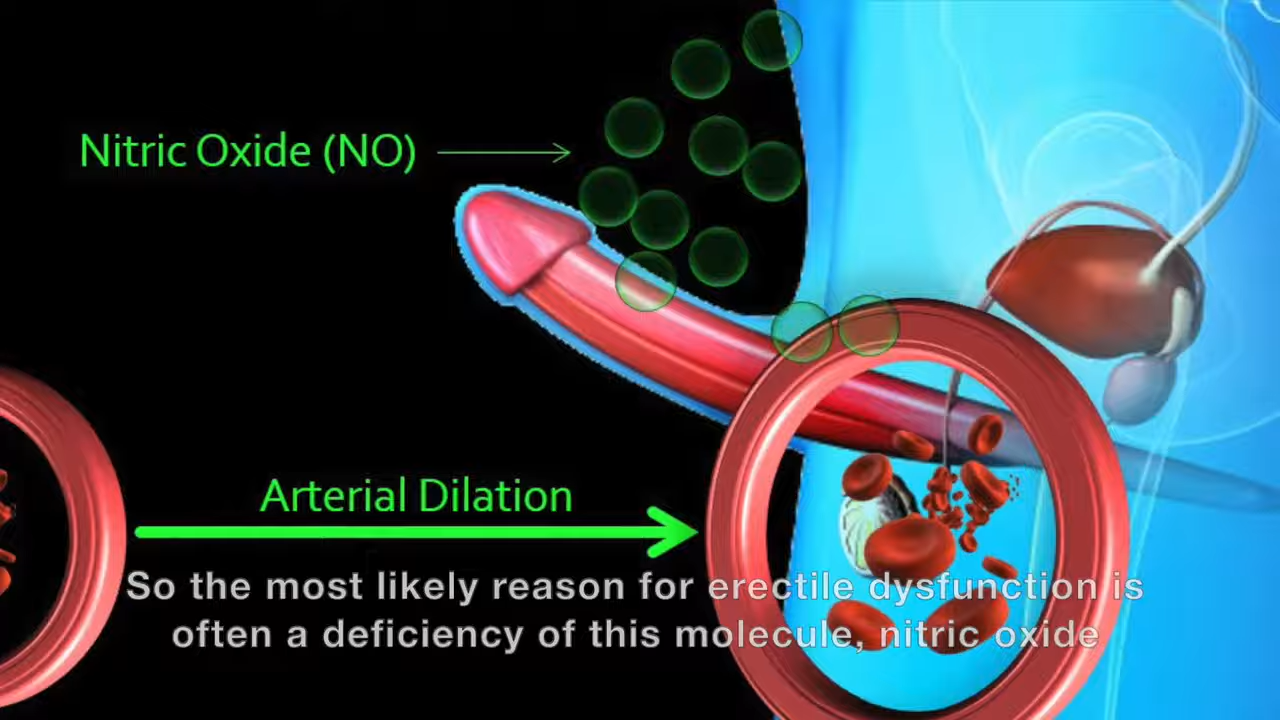 Nitric Oxide (NO)
Arterial Dilation
So the most likely reason for erectile dysfunction is
often a deficiency of this molecule, nitric oxide